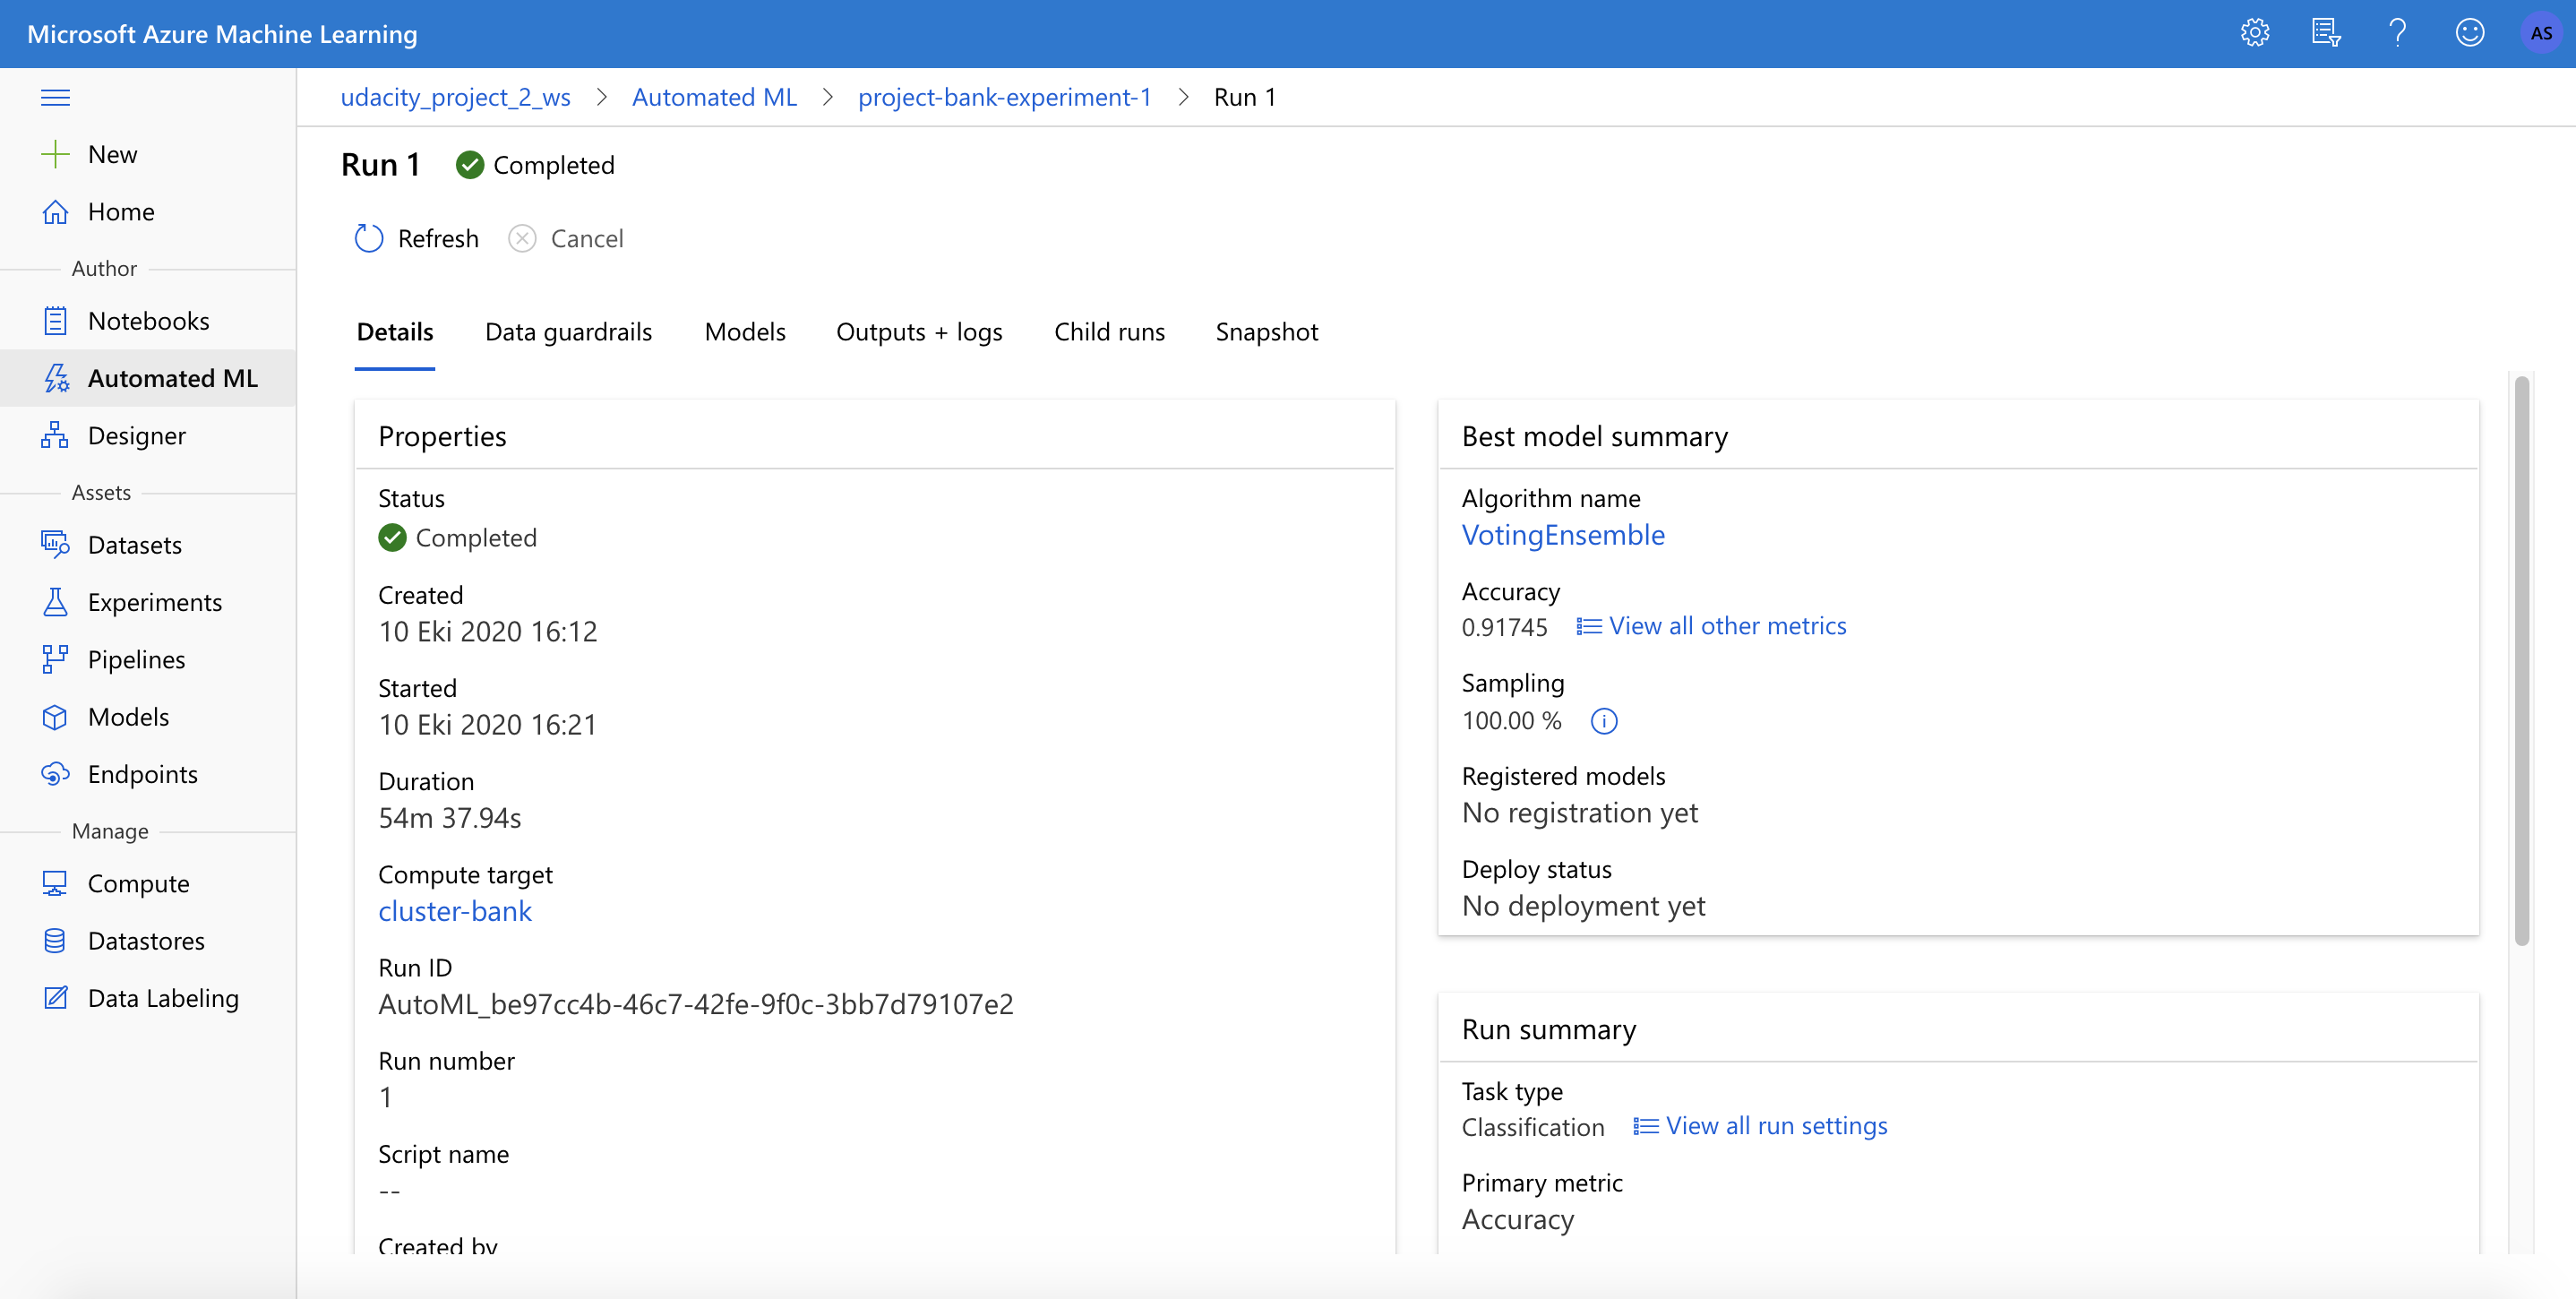 Microsoft Azure Machine Learning
AS
New
Home
Author
Notebooks
Automated ML
Designer
Assets
Datasets
Experiments
Pipelines
Models
Endpoints
Manage
Compute
Datastores
Data Labeling
udacity_project_2_ws > Automated ML > project-bank-experiment-1 > Run 1
Run 1 Completed
Refresh Cancel
Details Data guardrails Models Outputs + logs Child runs Snapshot
Properties
Status
Completed
Created
10 Eki 2020 16:12
Started
10 Eki 2020 16:21
Duration
54m 37.94s
Compute target
cluster-bank
Run ID
AutoML_be97cc4b-46c7-42fe-9f0c-3bb7d79107e2
Run number
1
Script name
--
Created by
Best model summary
Algorithm name
VotingEnsemble
Accuracy
0.91745 View all other metrics
Sampling
100.00 %
Registered models
No registration yet
Deploy status
No deployment yet
Run summary
Task type
Classification View all run settings
Primary metric
Accuracy